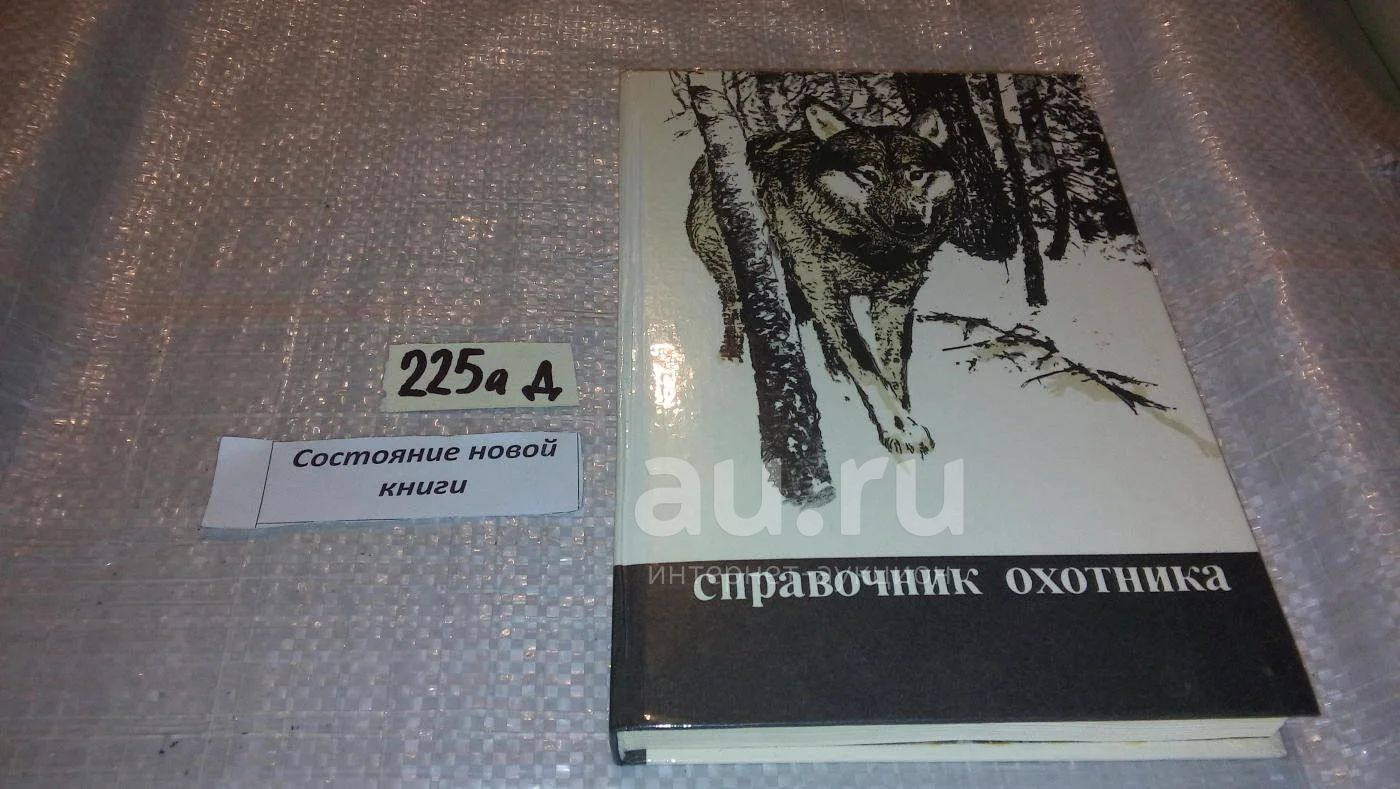 225а Д
Состояние новой
книги
au.ru
интернет аукцион
справочник охотника